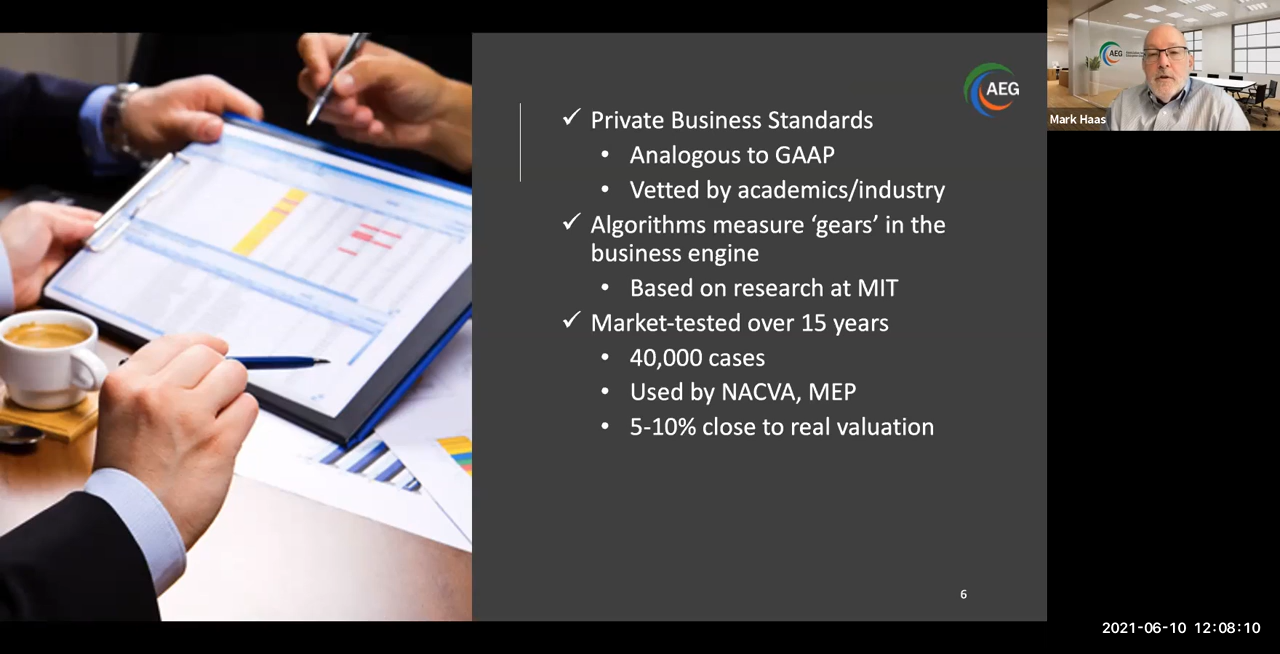 AEG
✓ Private Business Standards
• Analogous to GAAP
• Vetted by academics/industry
✓ Algorithms measure ‘gears’ in the
business engine
• Based on research at MIT
✓ Market-tested over 15 years
• 40,000 cases
• Used by NACVA, MEP
• 5-10% close to real valuation
6
AEG
Mark Haas
2021-06-10 12:08:10